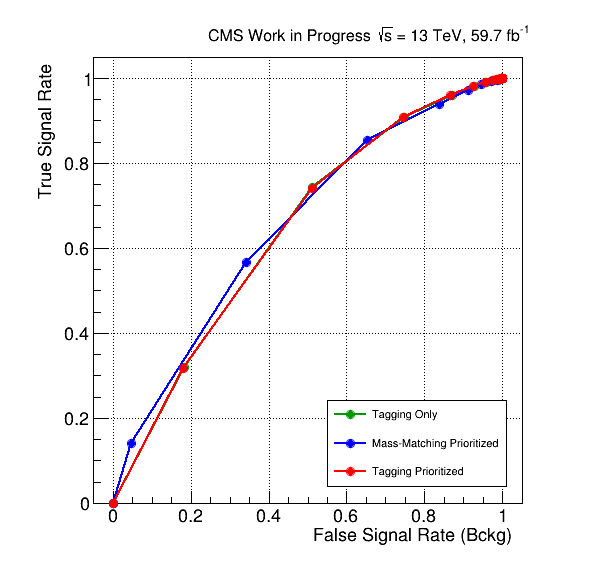 CMS Work in Progress √s = 13 TeV, 59.7 fb⁻¹
True Signal Rate
1
0.8
0.6
0.4
0.2
0
Tagging Only
Mass-Matching Prioritized
Tagging Prioritized
0 0.2 0.4 0.6 0.8 1
False Signal Rate (Bckg)